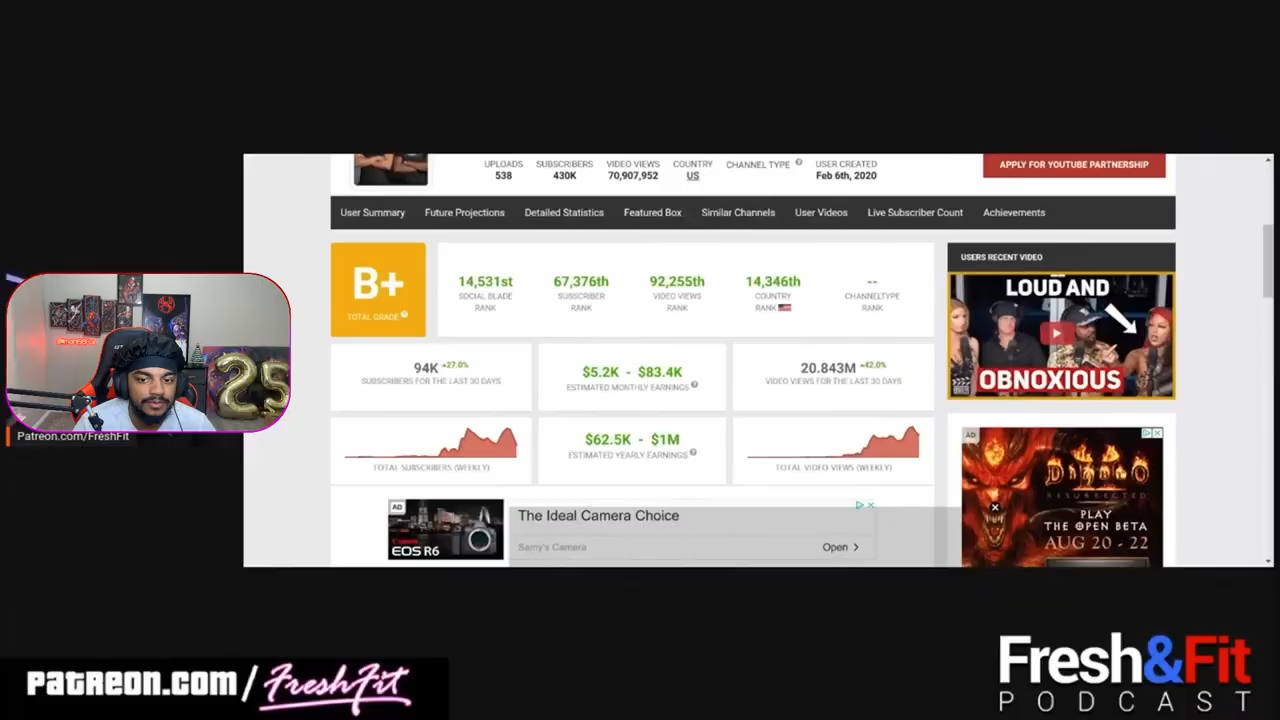 UPLOADS
538
SUBSCRIBERS
430K
VIDEO VIEWS
70,907,952
COUNTRY
US
CHANNEL TYPE
USER CREATED
Feb 6th, 2020
APPLY FOR YOUTUBE PARTNERSHIP
User Summary Future Projections Detailed Statistics Featured Box Similar Channels User Videos Live Subscriber Count Achievements
B+
TOTAL GRADE
14,531st
SOCIAL BLADE
RANK
67,376th
SUBSCRIBER
RANK
92,255th
VIDEO VIEWS
RANK
14,346th
COUNTRY
RANK
--
CHANNELTYPE
RANK
USERS RECENT VIDEO
LOUD AND
OBNOXIOUS
94K +27.0%
SUBSCRIBERS FOR THE LAST 30 DAYS
$5.2K - $83.4K
ESTIMATED MONTHLY EARNINGS
20.843M +42.0%
VIDEO VIEWS FOR THE LAST 30 DAYS
TOTAL SUBSCRIBERS (WEEKLY)
$62.5K - $1M
ESTIMATED YEARLY EARNINGS
TOTAL VIDEO VIEWS (WEEKLY)
25
Patreon.com/FreshFit
AD
EOS R6
The Ideal Camera Choice
Samy's Camera
Open
AD
DIABLO
RESURRECTED
PLAY
THE OPEN BETA
AUG 20 - 22
PATREON.COM/FreshFit
Fresh&Fit
PODCAST